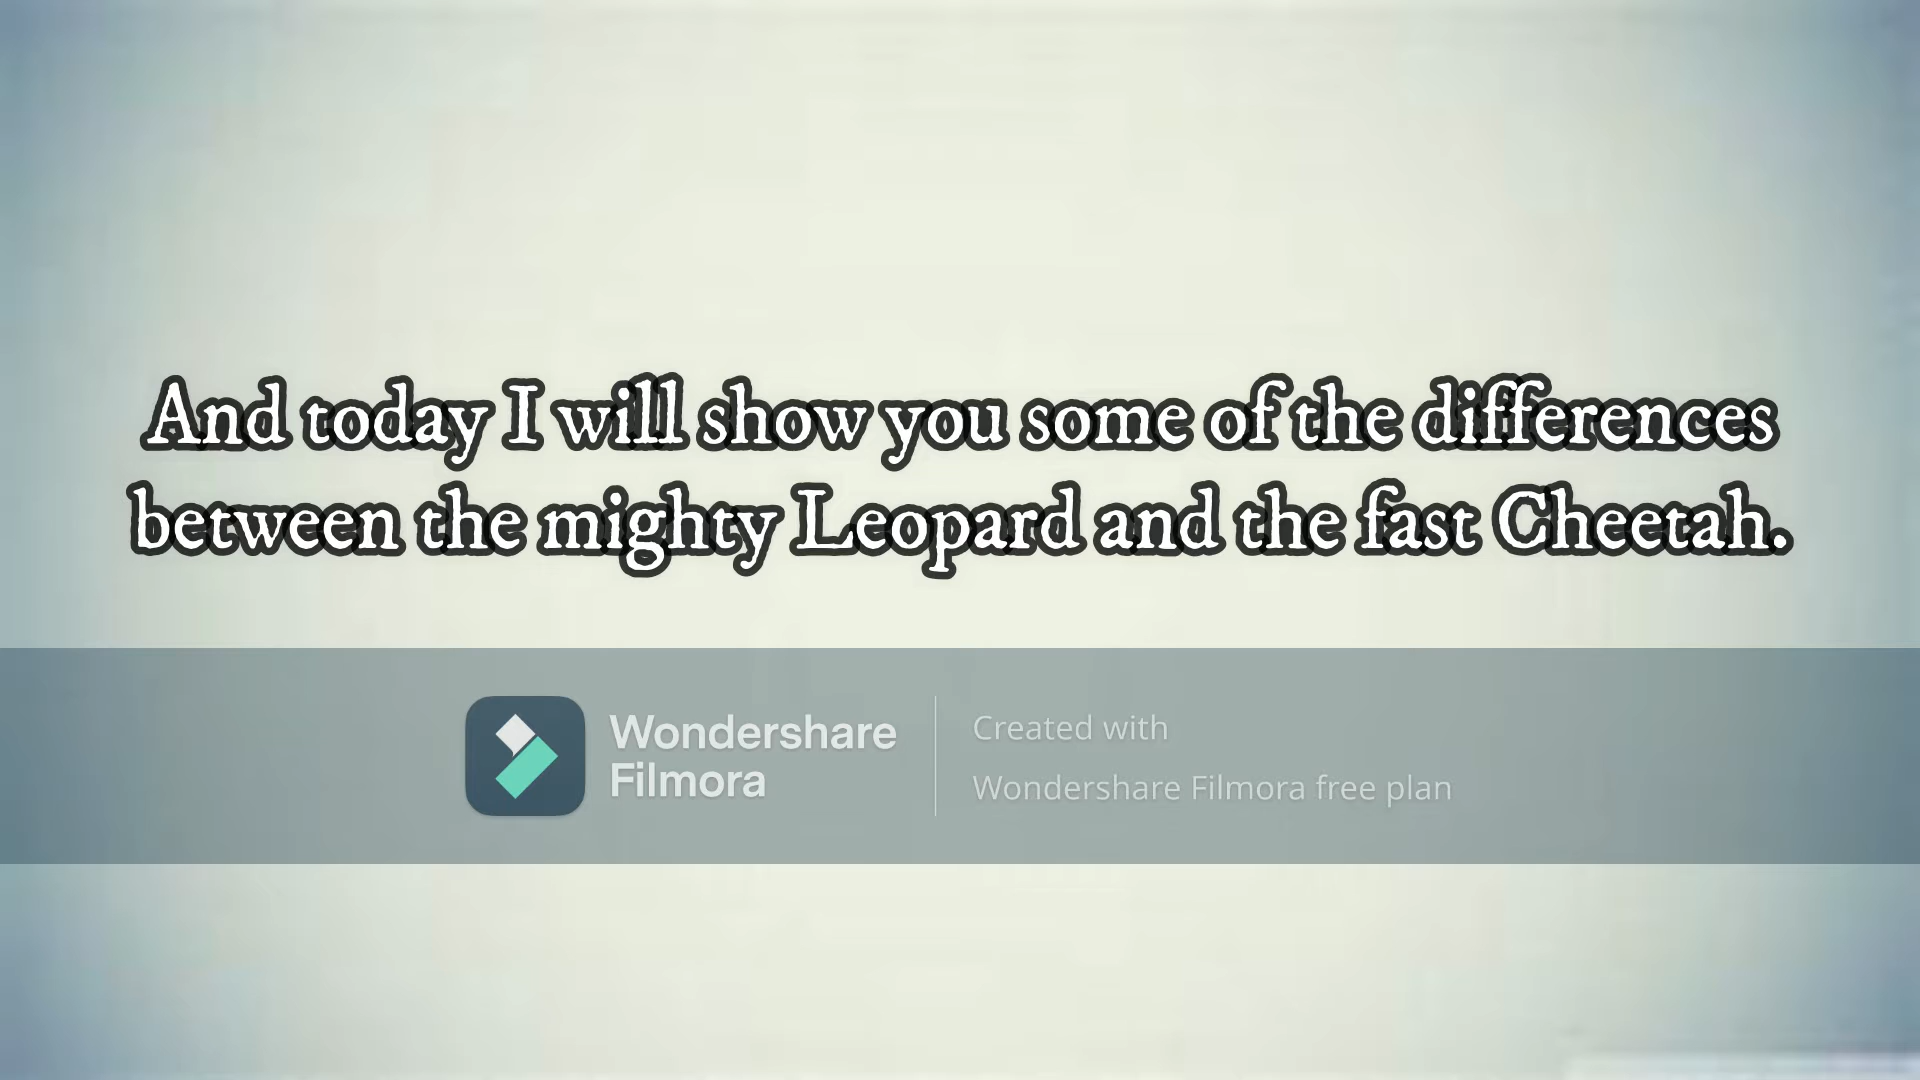 And today I will show you some of the differences
between the mighty Leopard and the fast Cheetah.
Wondershare
Filmora
Created with
Wondershare Filmora free plan